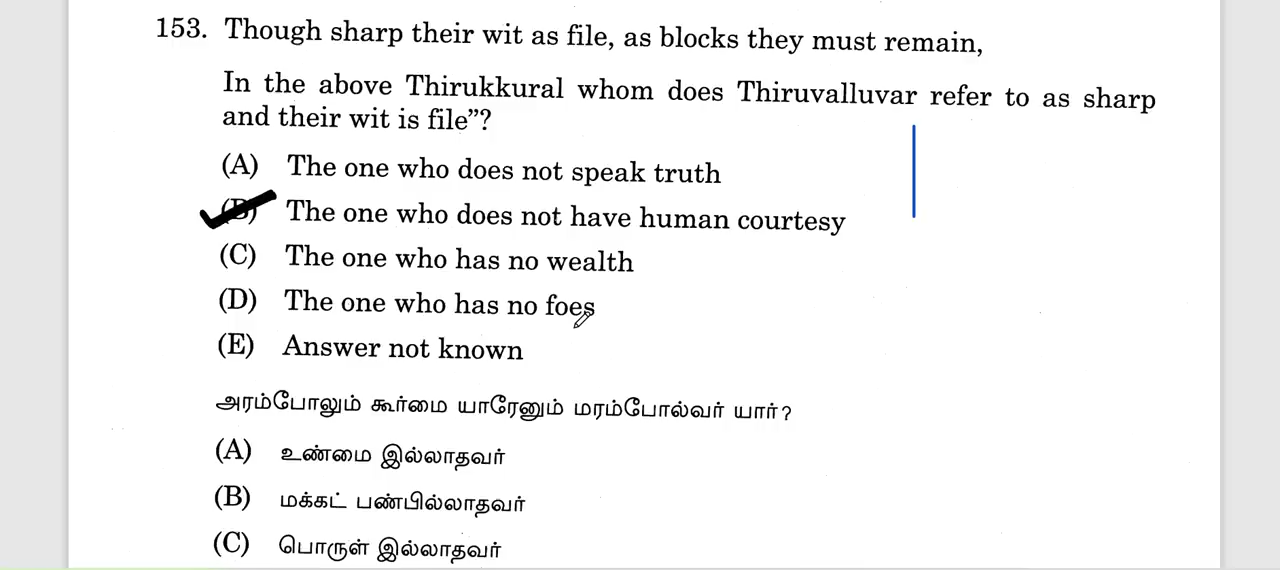 153. Though sharp their wit as file, as blocks they must remain,
In the above Thirukkural whom does Thiruvalluvar refer to as sharp
and their wit is file”?
(A) The one who does not speak truth
(B) The one who does not have human courtesy
(C) The one who has no wealth
(D) The one who has no foes
(E) Answer not known
அரம்போலும் கூர்மை யாரேனும் மரம்போல்வர் யார்?
(A) உண்மை இல்லாதவர்
(B) மக்கட் பண்பில்லாதவர்
(C) பொருள் இல்லாதவர்